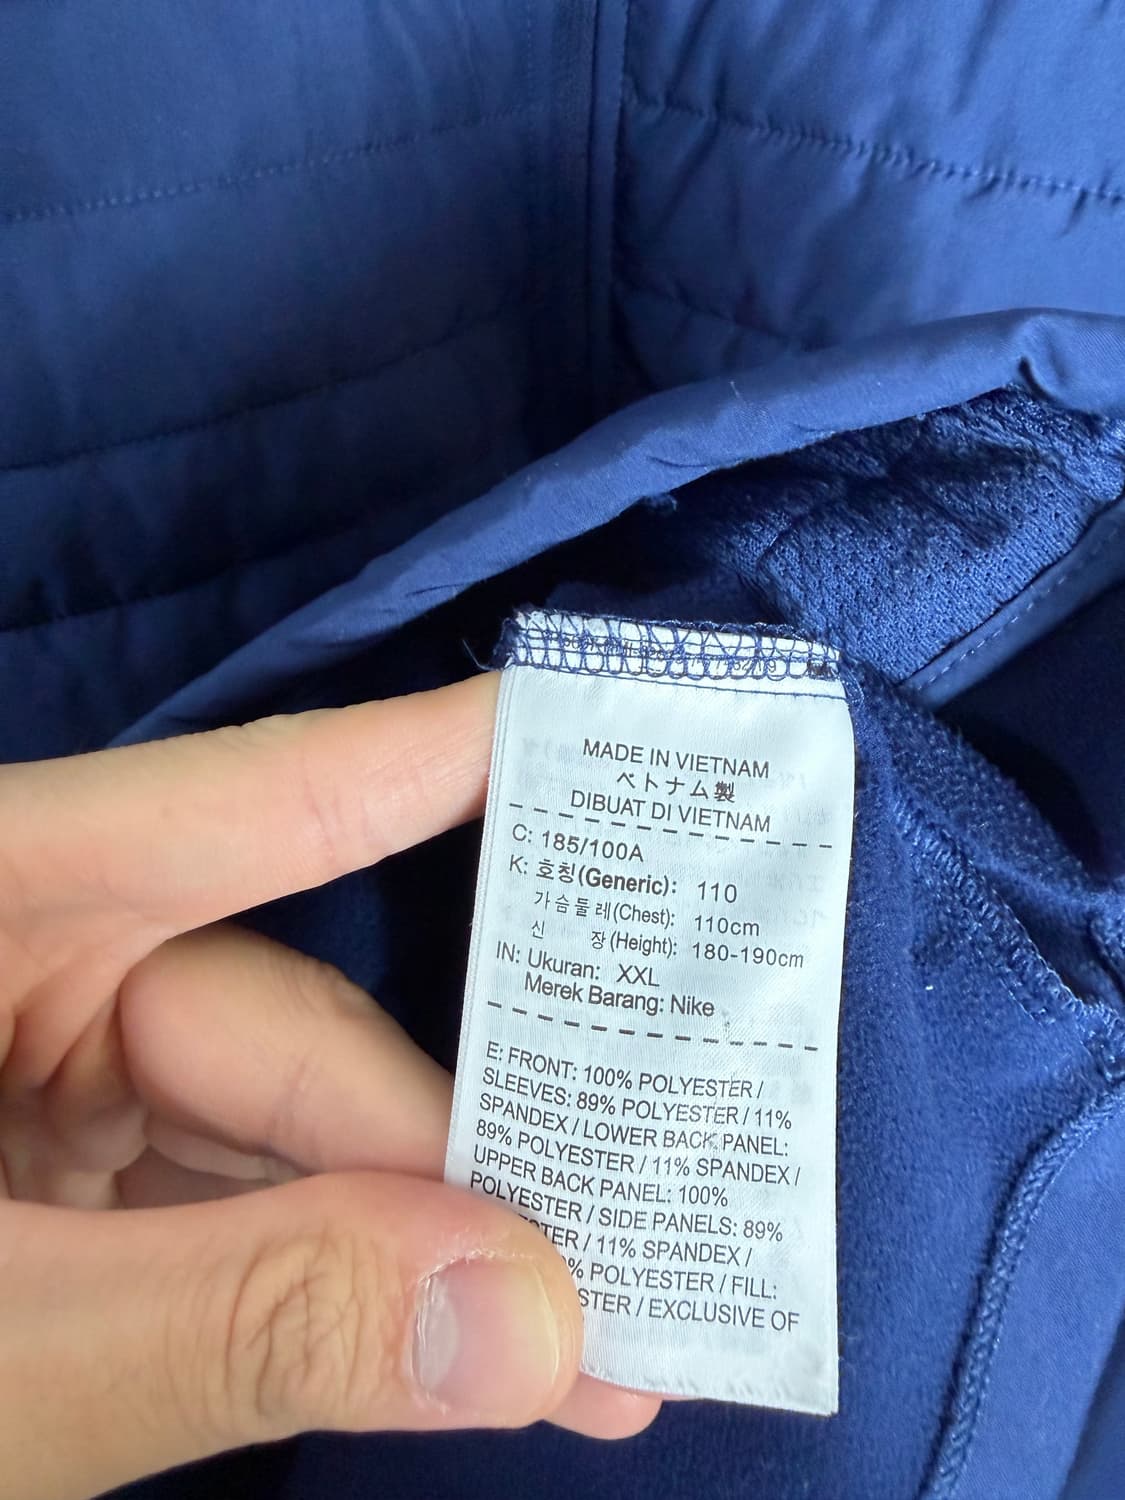 MADE IN VIETNAM
ベトナム製
DIBUAT DI VIETNAM
C: 185/100A
K: 호칭(Generic): 110
가슴둘레(Chest): 110cm
신 장(Height): 180-190cm
IN: Ukuran: XXL
Merek Barang: Nike
E: FRONT: 100% POLYESTER /
SLEEVES: 89% POLYESTER / 11%
SPANDEX / LOWER BACK PANEL:
89% POLYESTER / 11% SPANDEX /
UPPER BACK PANEL: 100%
POLYESTER / SIDE PANELS: 89%
/ 11% SPANDEX /
POLYESTER / FILL:
/ EXCLUSIVE OF